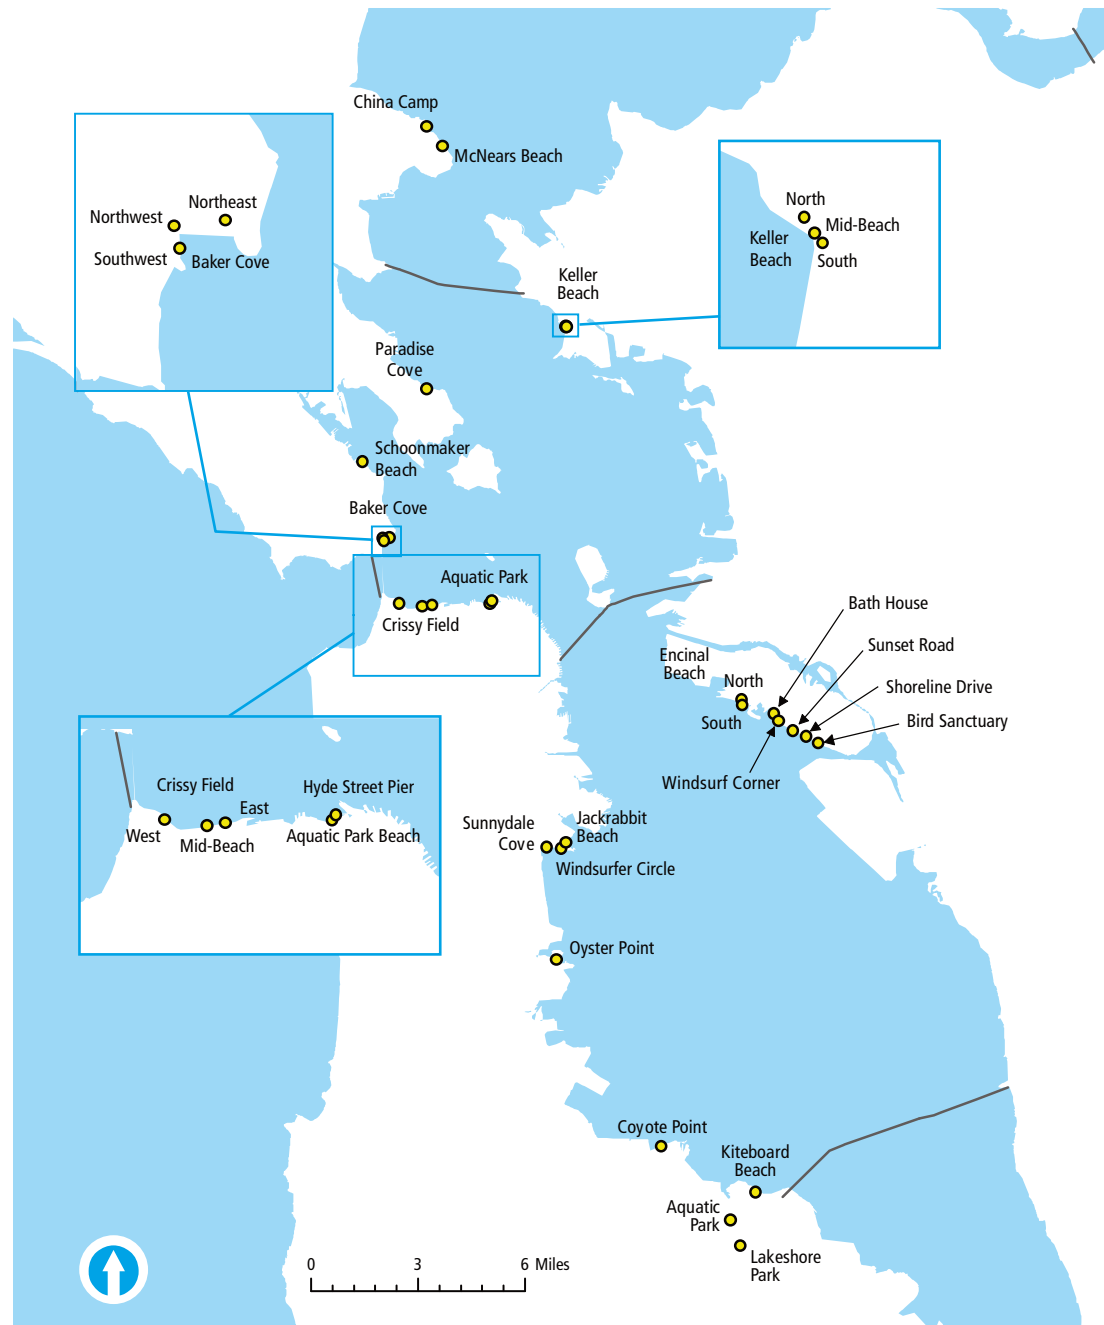 China Camp
McNears Beach
Northeast
Northwest
Southwest
Baker Cove
North
Mid-Beach
Keller
Beach
South
Keller
Beach
Paradise
Cove
Schoonmaker
Beach
Baker Cove
Aquatic Park
Crissy Field
Bath House
Sunset Road
Encinal
Beach
North
Shoreline Drive
South
Bird Sanctuary
Windsurf Corner
Crissy Field
Hyde Street Pier
East
West
Mid-Beach
Aquatic Park Beach
Sunnydale
Cove
Jackrabbit
Beach
Windsurfer Circle
Oyster Point
Coyote Point
Kiteboard
Beach
Aquatic
Park
Lakeshore
Park
0 3 6 Miles